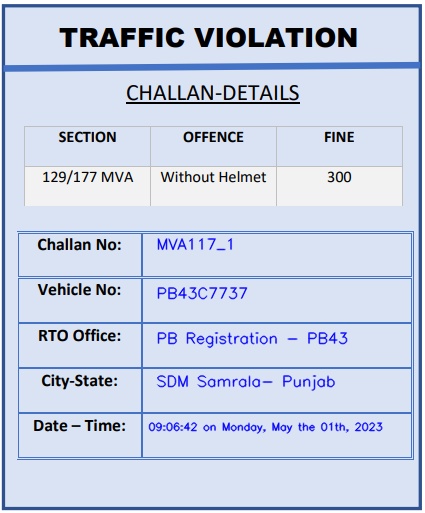 TRAFFIC VIOLATION
CHALLAN-DETAILS
SECTION OFFENCE FINE
129/177 MVA Without Helmet 300
Challan No: MVA117_1
Vehicle No: PB43C7737
RTO Office: PB Registration - PB43
City-State: SDM Samrala- Punjab
Date – Time: 09:06:42 on Monday, May the 01th, 2023